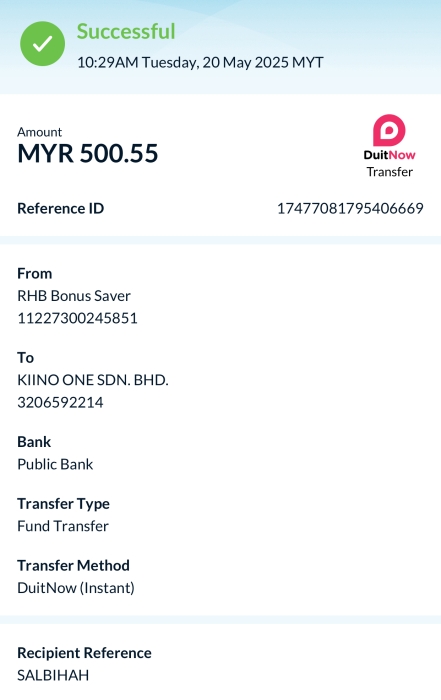 Successful
10:29AM Tuesday, 20 May 2025 MYT
Amount
MYR 500.55
DuitNow
Transfer
Reference ID 17477081795406669
From
RHB Bonus Saver
11227300245851
To
KIINO ONE SDN. BHD.
3206592214
Bank
Public Bank
Transfer Type
Fund Transfer
Transfer Method
DuitNow (Instant)
Recipient Reference
SALBIHAH